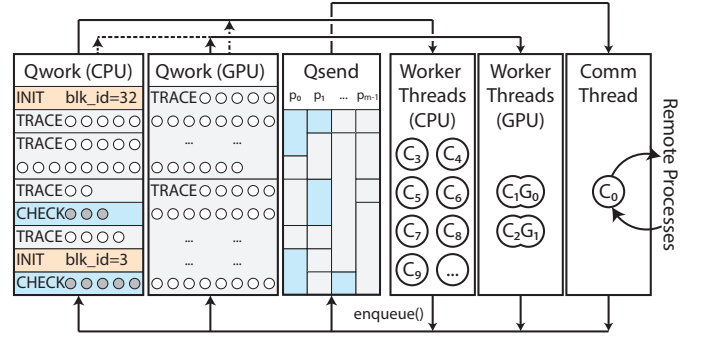 Qwork (CPU)
INIT blk_id=32
TRACE
TRACE
TRACE
CHECK
TRACE
INIT blk_id=3
CHECK
Qwork (GPU)
TRACE
... ...
TRACE
... ...
... ...
Qsend
p0 p1 ... pm-1
Worker
Threads
(CPU)
C3 C4
C5 C6
C7 C8
C9 ...
Worker
Threads
(GPU)
C1G0
C2G1
Comm
Thread
C0
Remote Processes
enqueue()